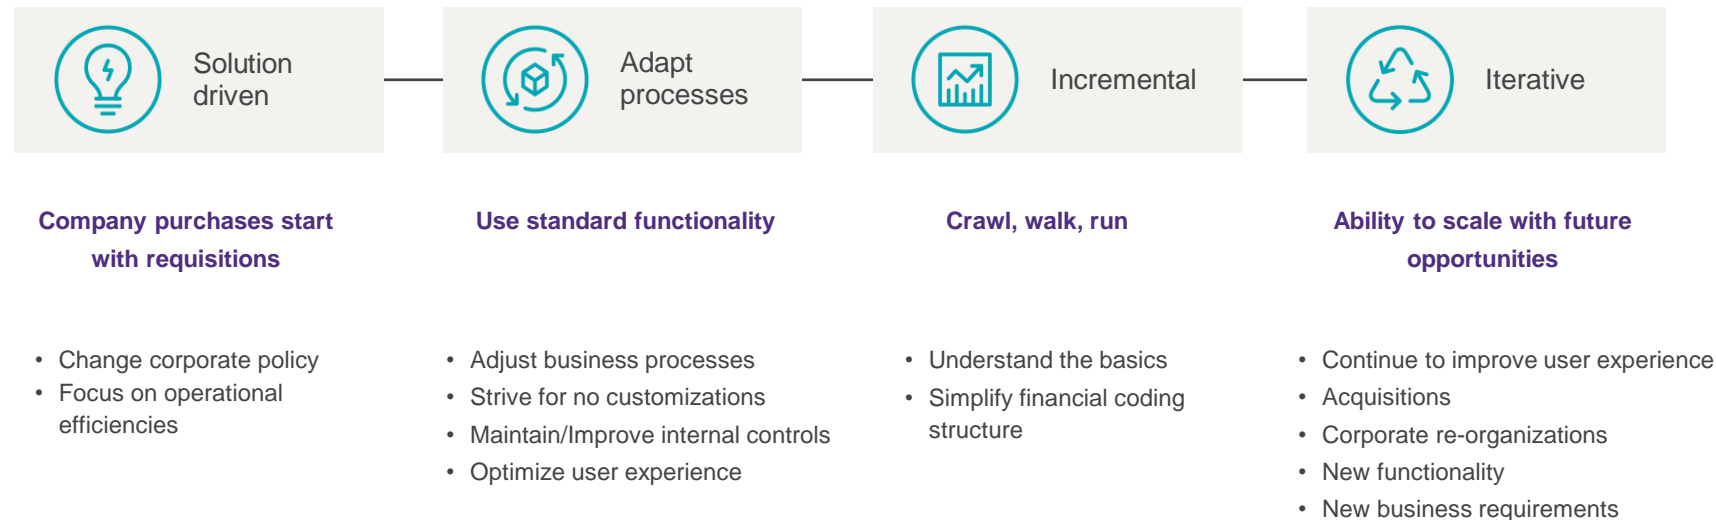 Solution
driven
Adapt
processes
Incremental
Iterative
Company purchases start
with requisitions
Use standard functionality
Crawl, walk, run
Ability to scale with future
opportunities
• Change corporate policy
• Focus on operational
efficiencies
• Adjust business processes
• Strive for no customizations
• Maintain/Improve internal controls
• Optimize user experience
• Understand the basics
• Simplify financial coding
structure
• Continue to improve user experience
• Acquisitions
• Corporate re-organizations
• New functionality
• New business requirements